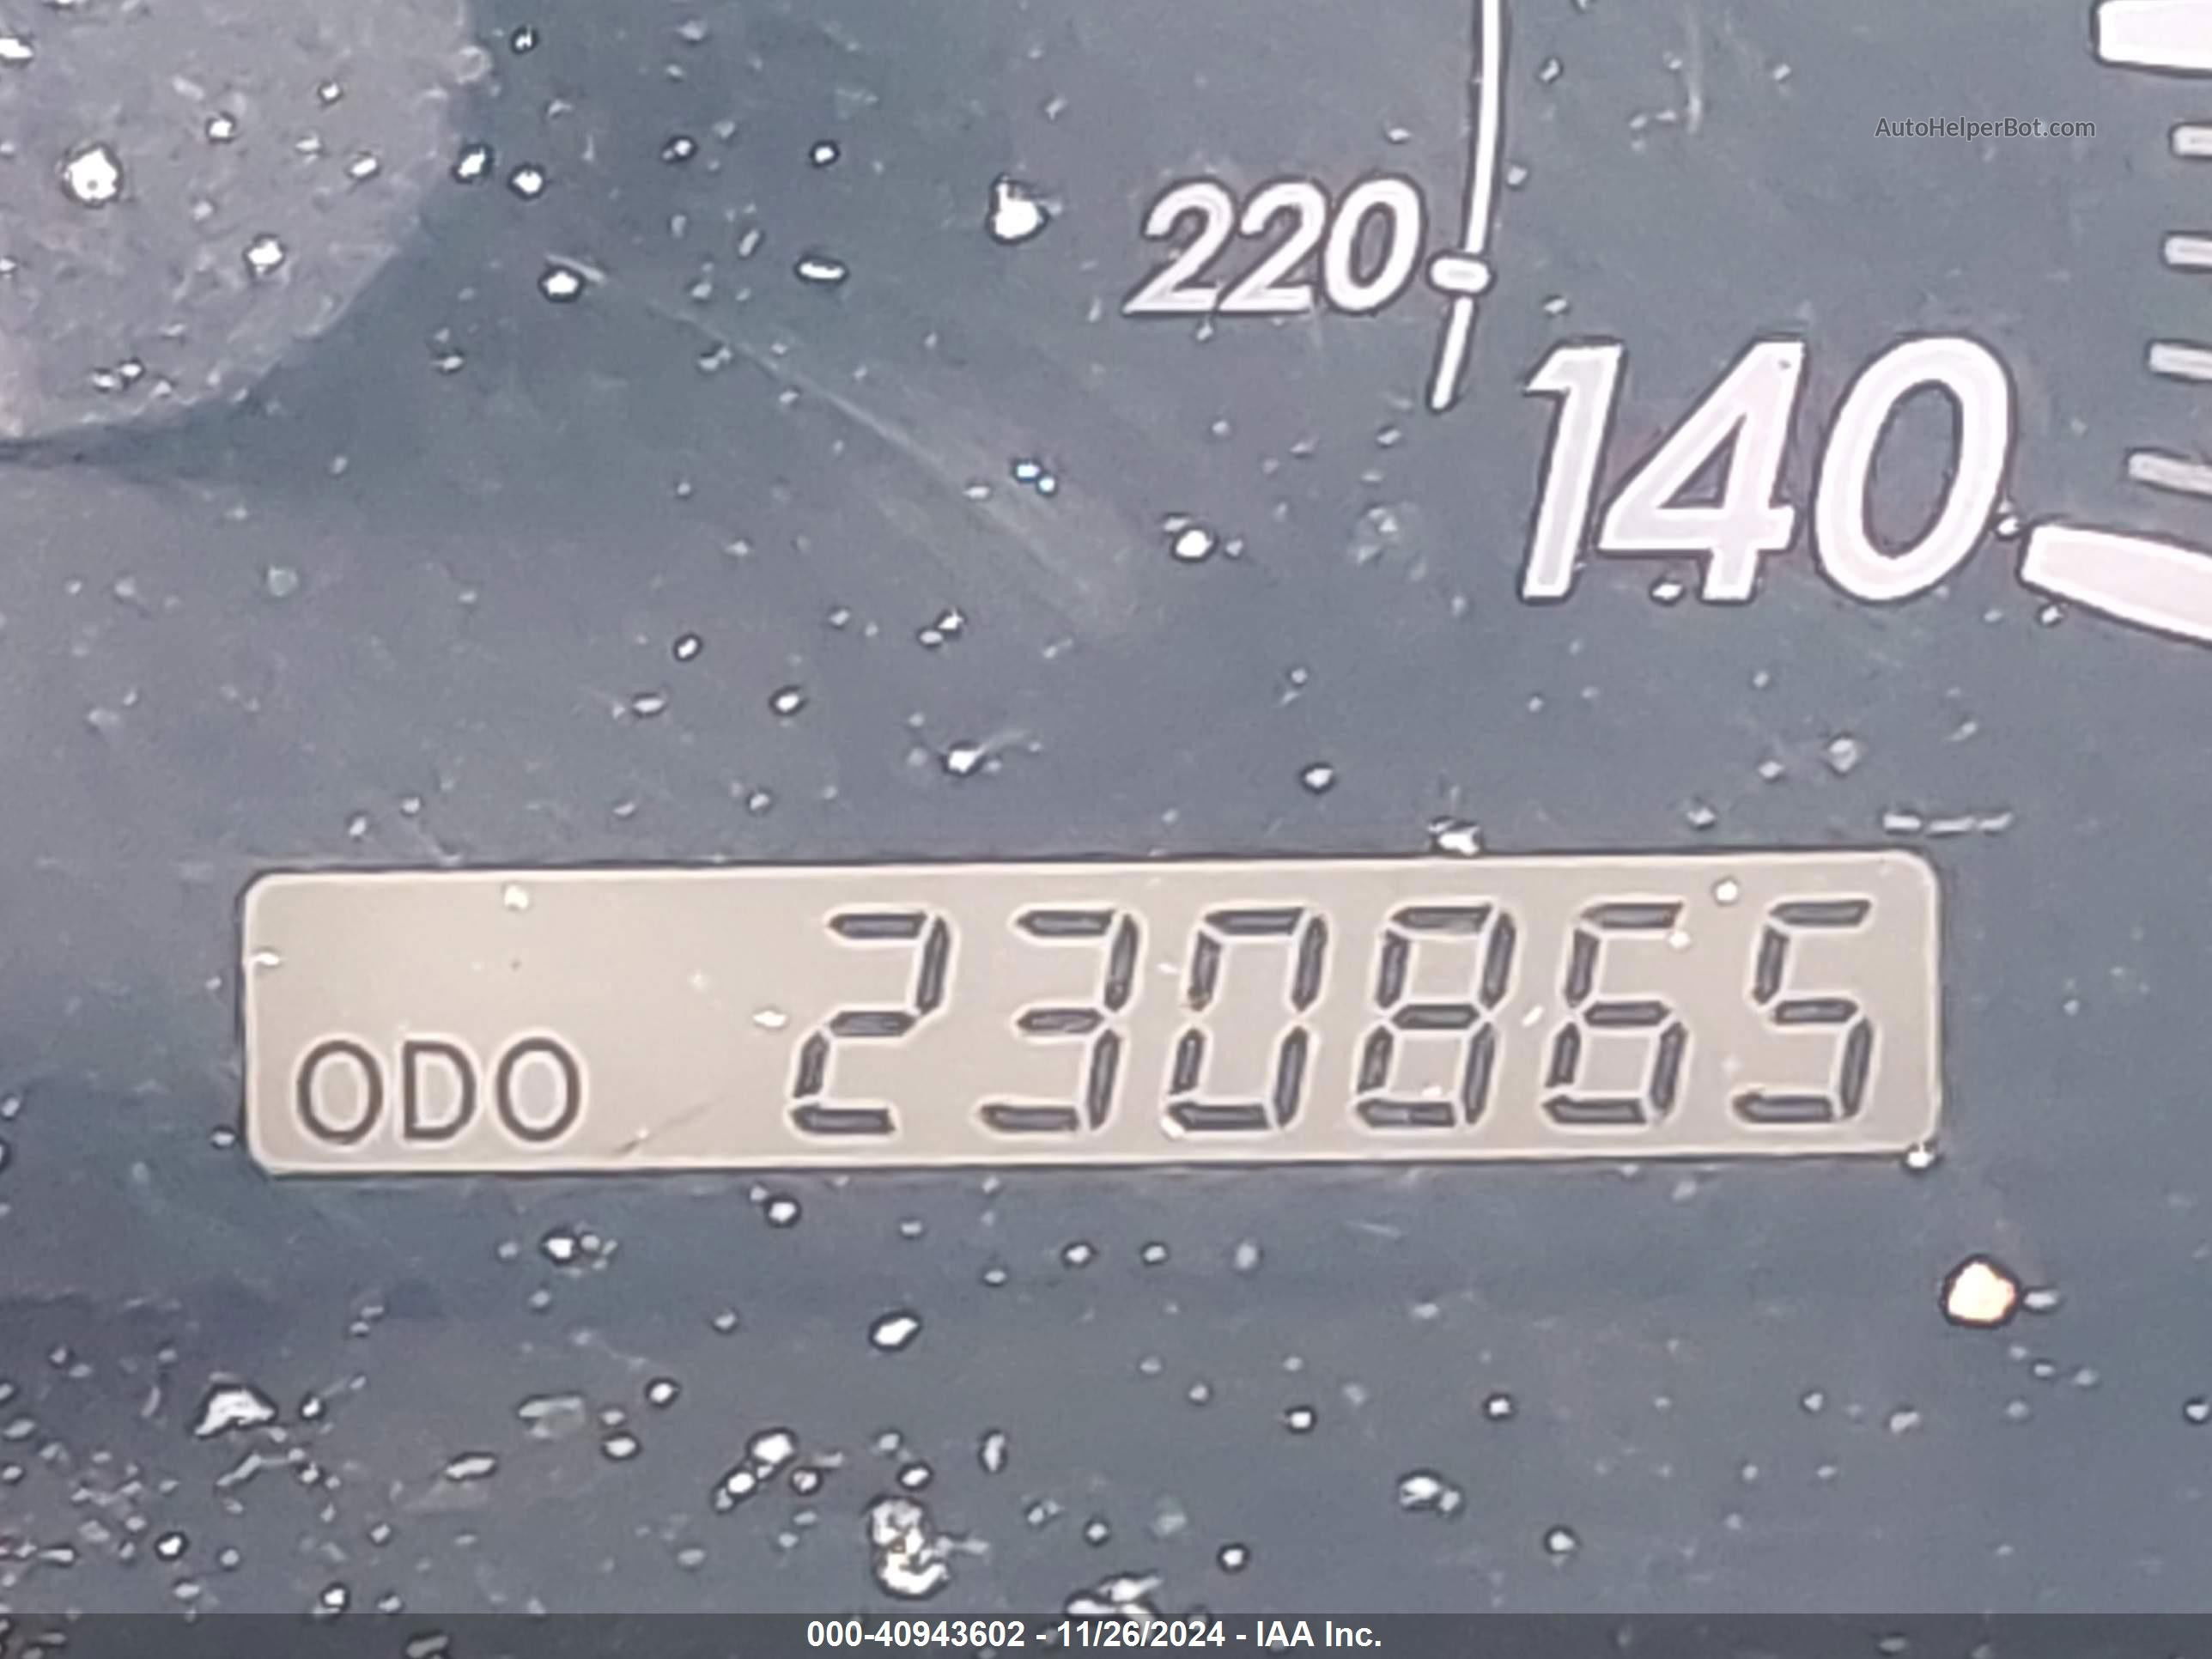 AutoHelperBot.com
220
140
ODO 230865
000-40943602 - 11/26/2024 - IAA Inc.